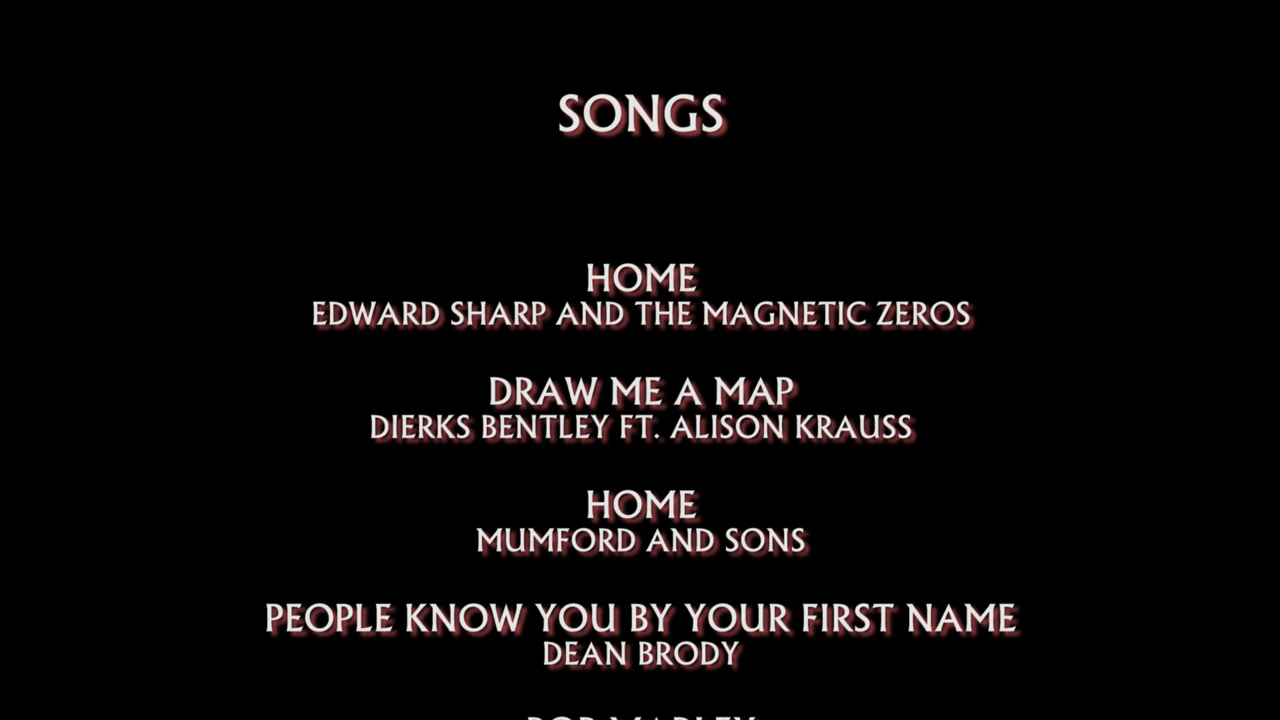 SONGS
HOME
EDWARD SHARP AND THE MAGNETIC ZEROS
DRAW ME A MAP
DIERKS BENTLEY FT. ALISON KRAUSS
HOME
MUMFORD AND SONS
PEOPLE KNOW YOU BY YOUR FIRST NAME
DEAN BRODY